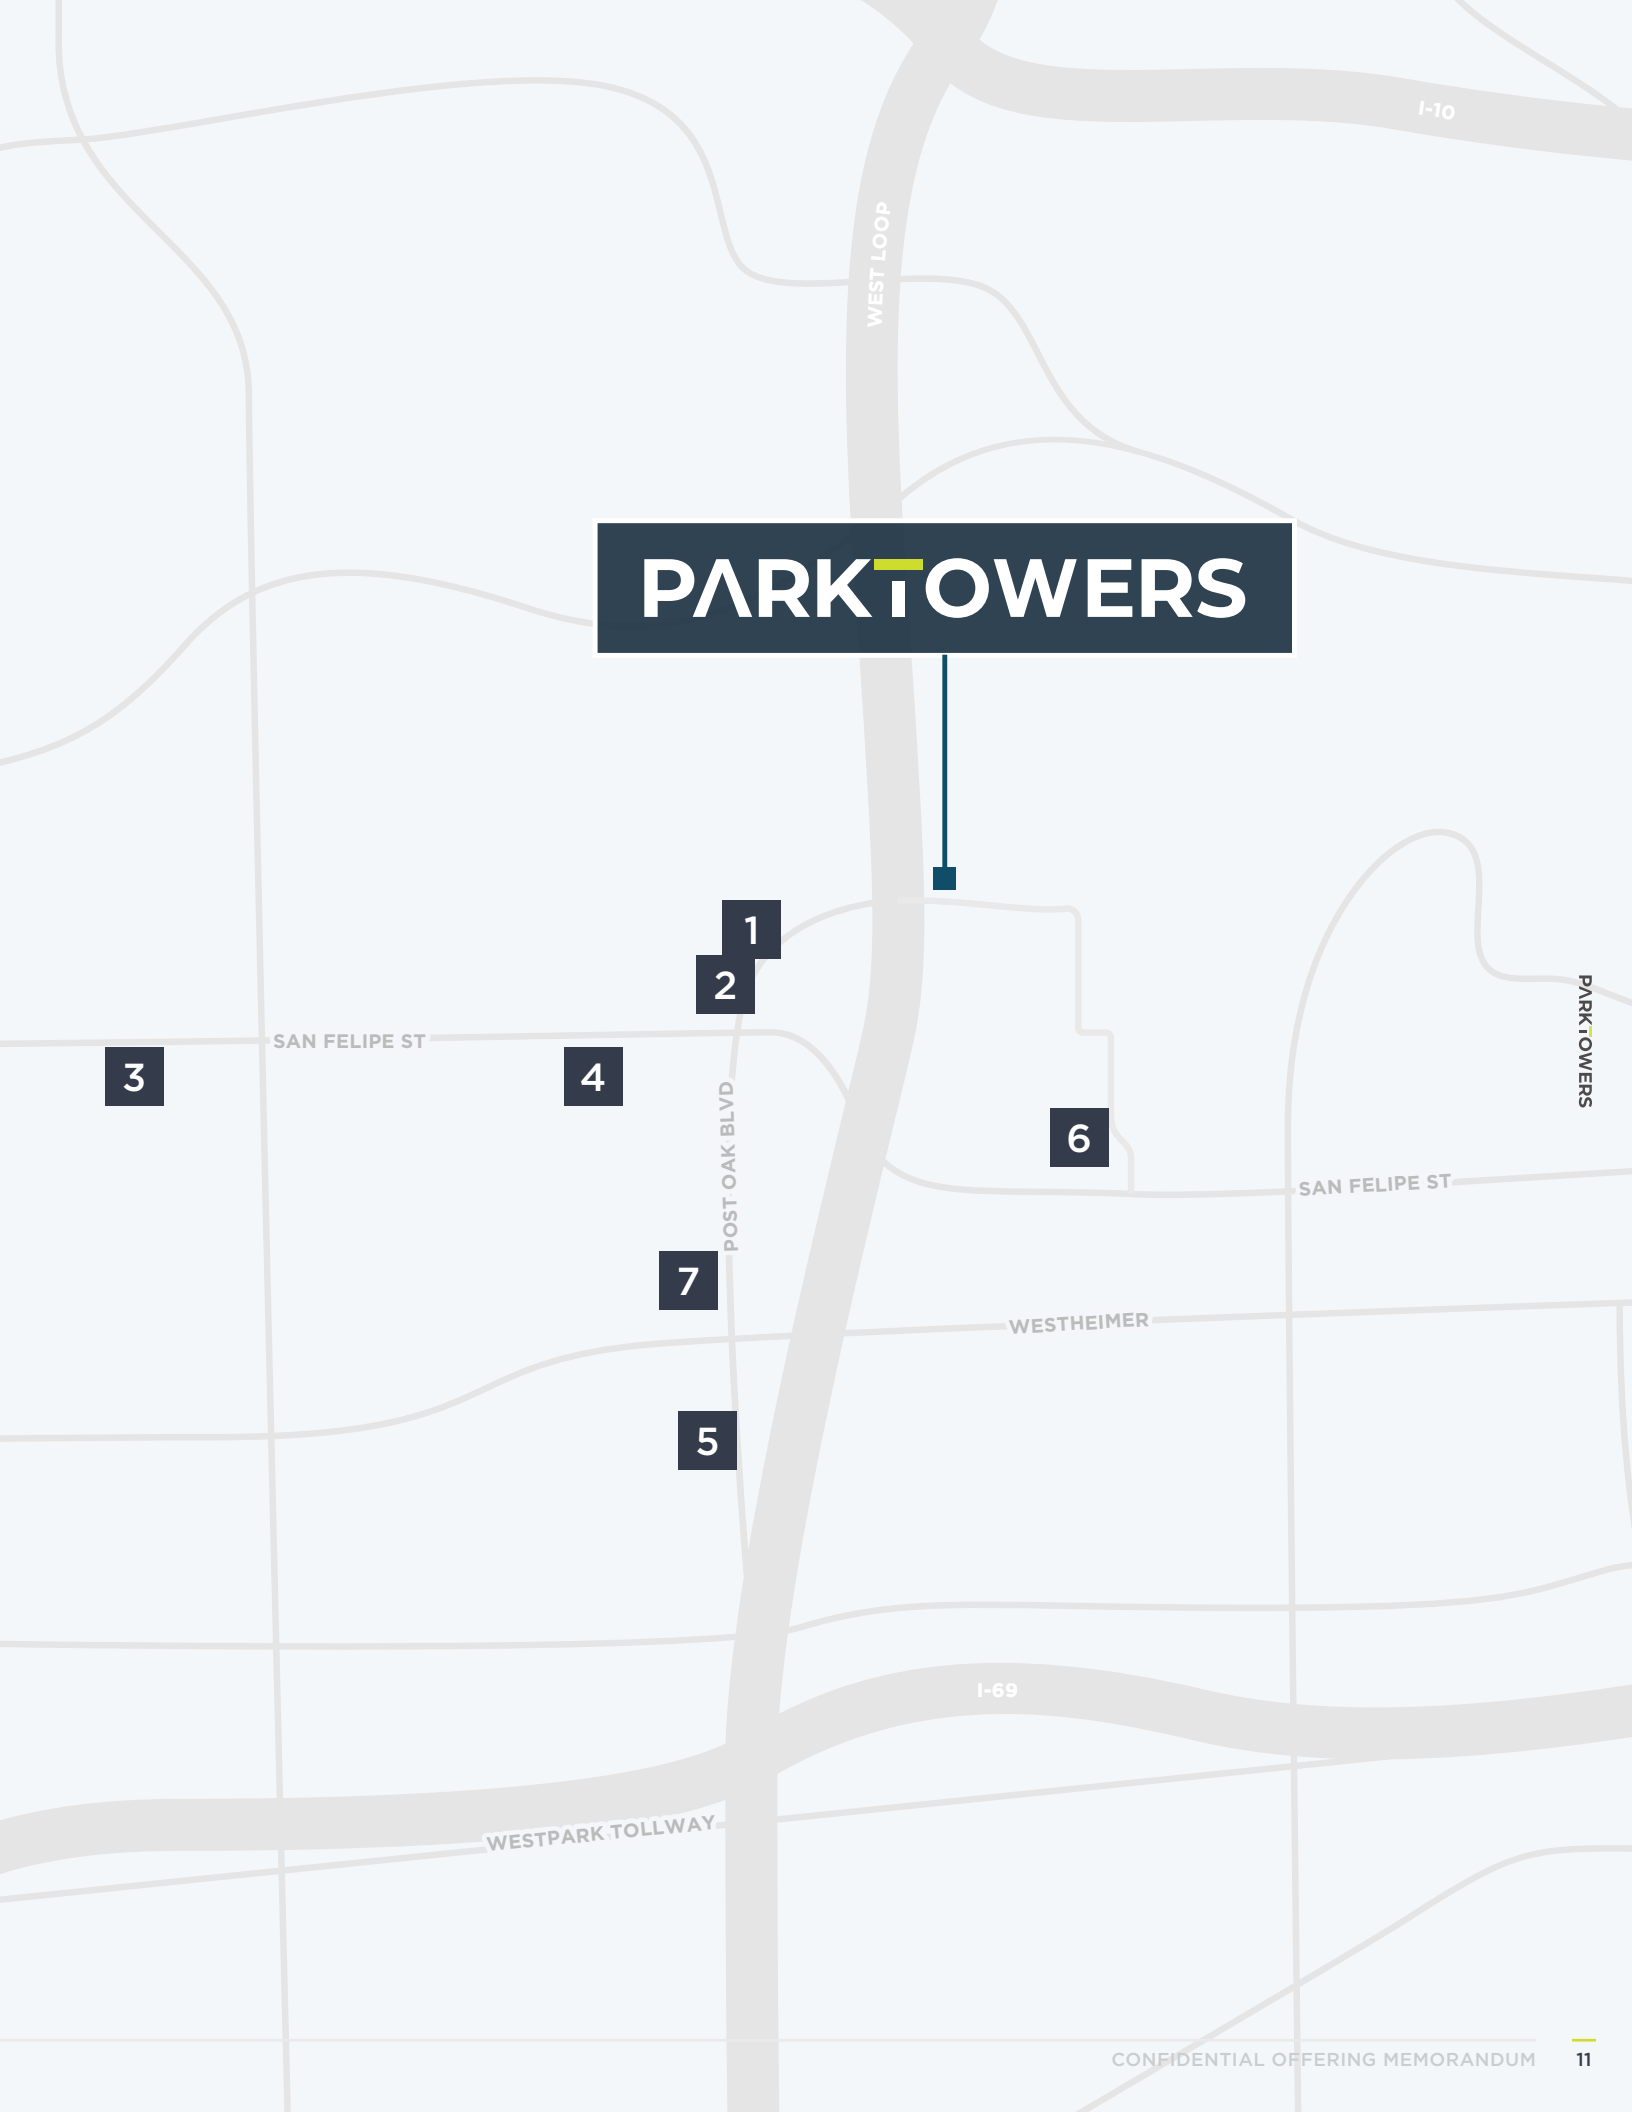 I-10
WEST LOOP
PARKTOWERS
1
2
SAN FELIPE ST
3
4
POST OAK BLVD
PARKTOWERS
6
SAN FELIPE ST
7
WESTHEIMER
5
I-69
WESTPARK TOLLWAY
CONFIDENTIAL OFFERING MEMORANDUM
11